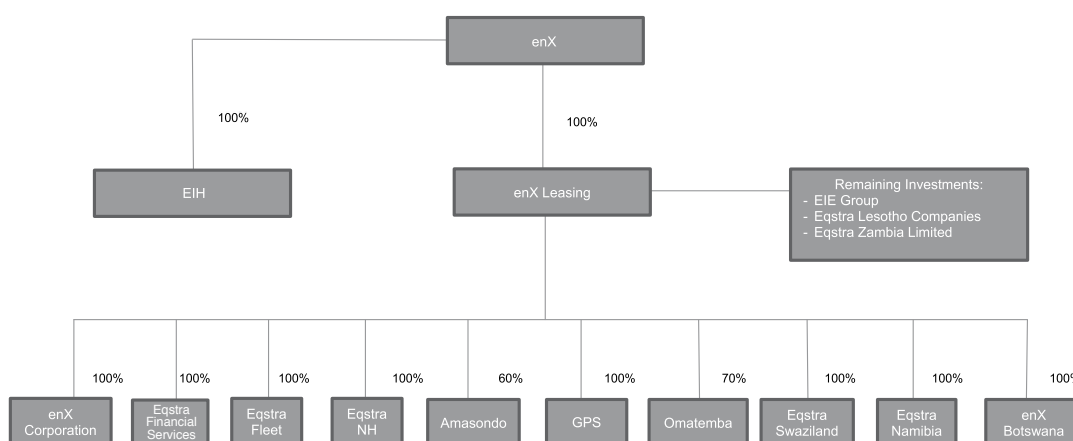 enX
100%
100%
EIH
enX Leasing
Remaining Investments:
- EIE Group
- Eqstra Lesotho Companies
- Eqstra Zambia Limited
100%
100%
100%
100%
60%
100%
70%
100%
100%
100%
enX
Corporation
Eqstra
Financial
Services
Eqstra
Fleet
Eqstra
NH
Amasondo
GPS
Omatemba
Eqstra
Swaziland
Eqstra
Namibia
enX
Botswana